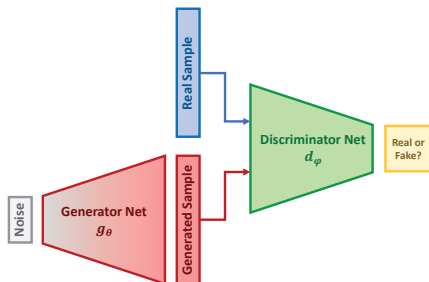 Real Sample
Discriminator Net
dφ
Real or
Fake?
Noise
Generator Net
gθ
Generated Sample